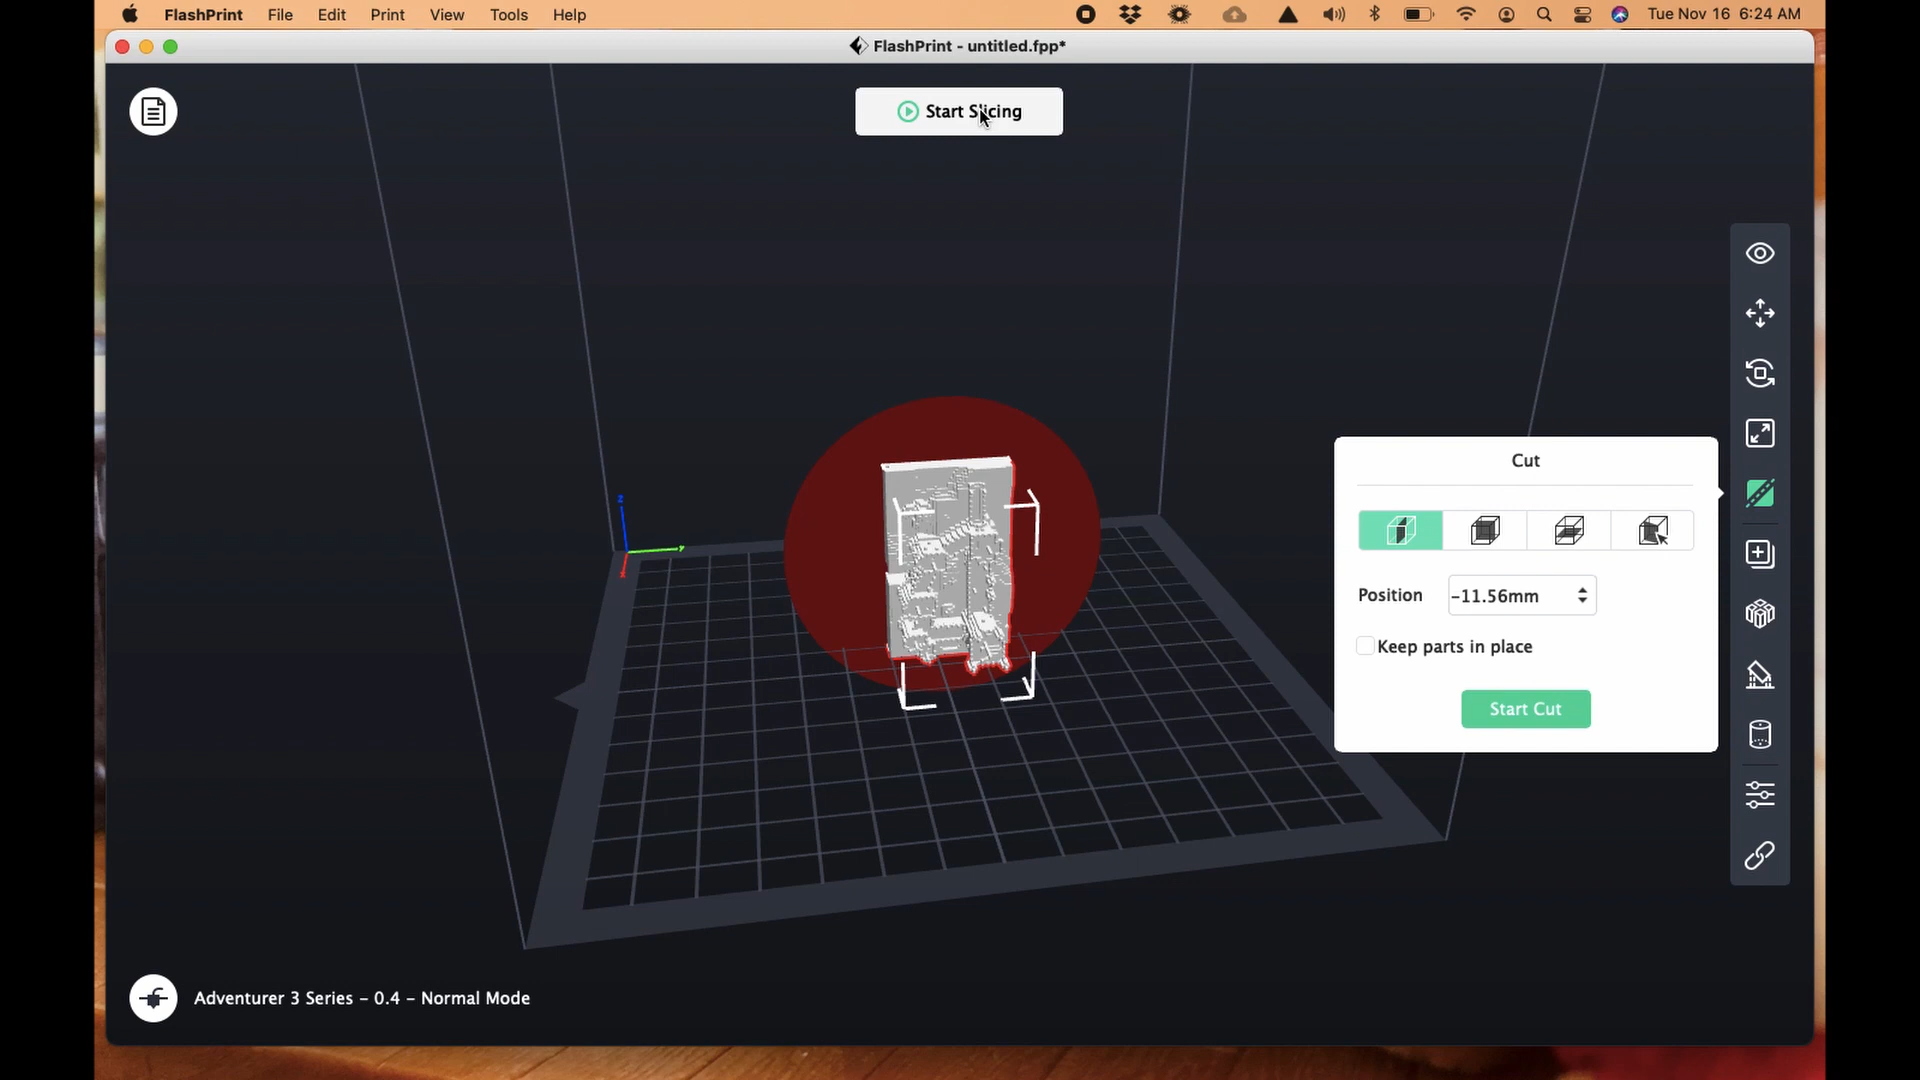 FlashPrint File Edit Print View Tools Help Tue Nov 16 6:24 AM
FlashPrint - untitled.fpp*
Start Slicing
Cut
Position -11.56mm
Keep parts in place
Start Cut
Adventurer 3 Series - 0.4 - Normal Mode